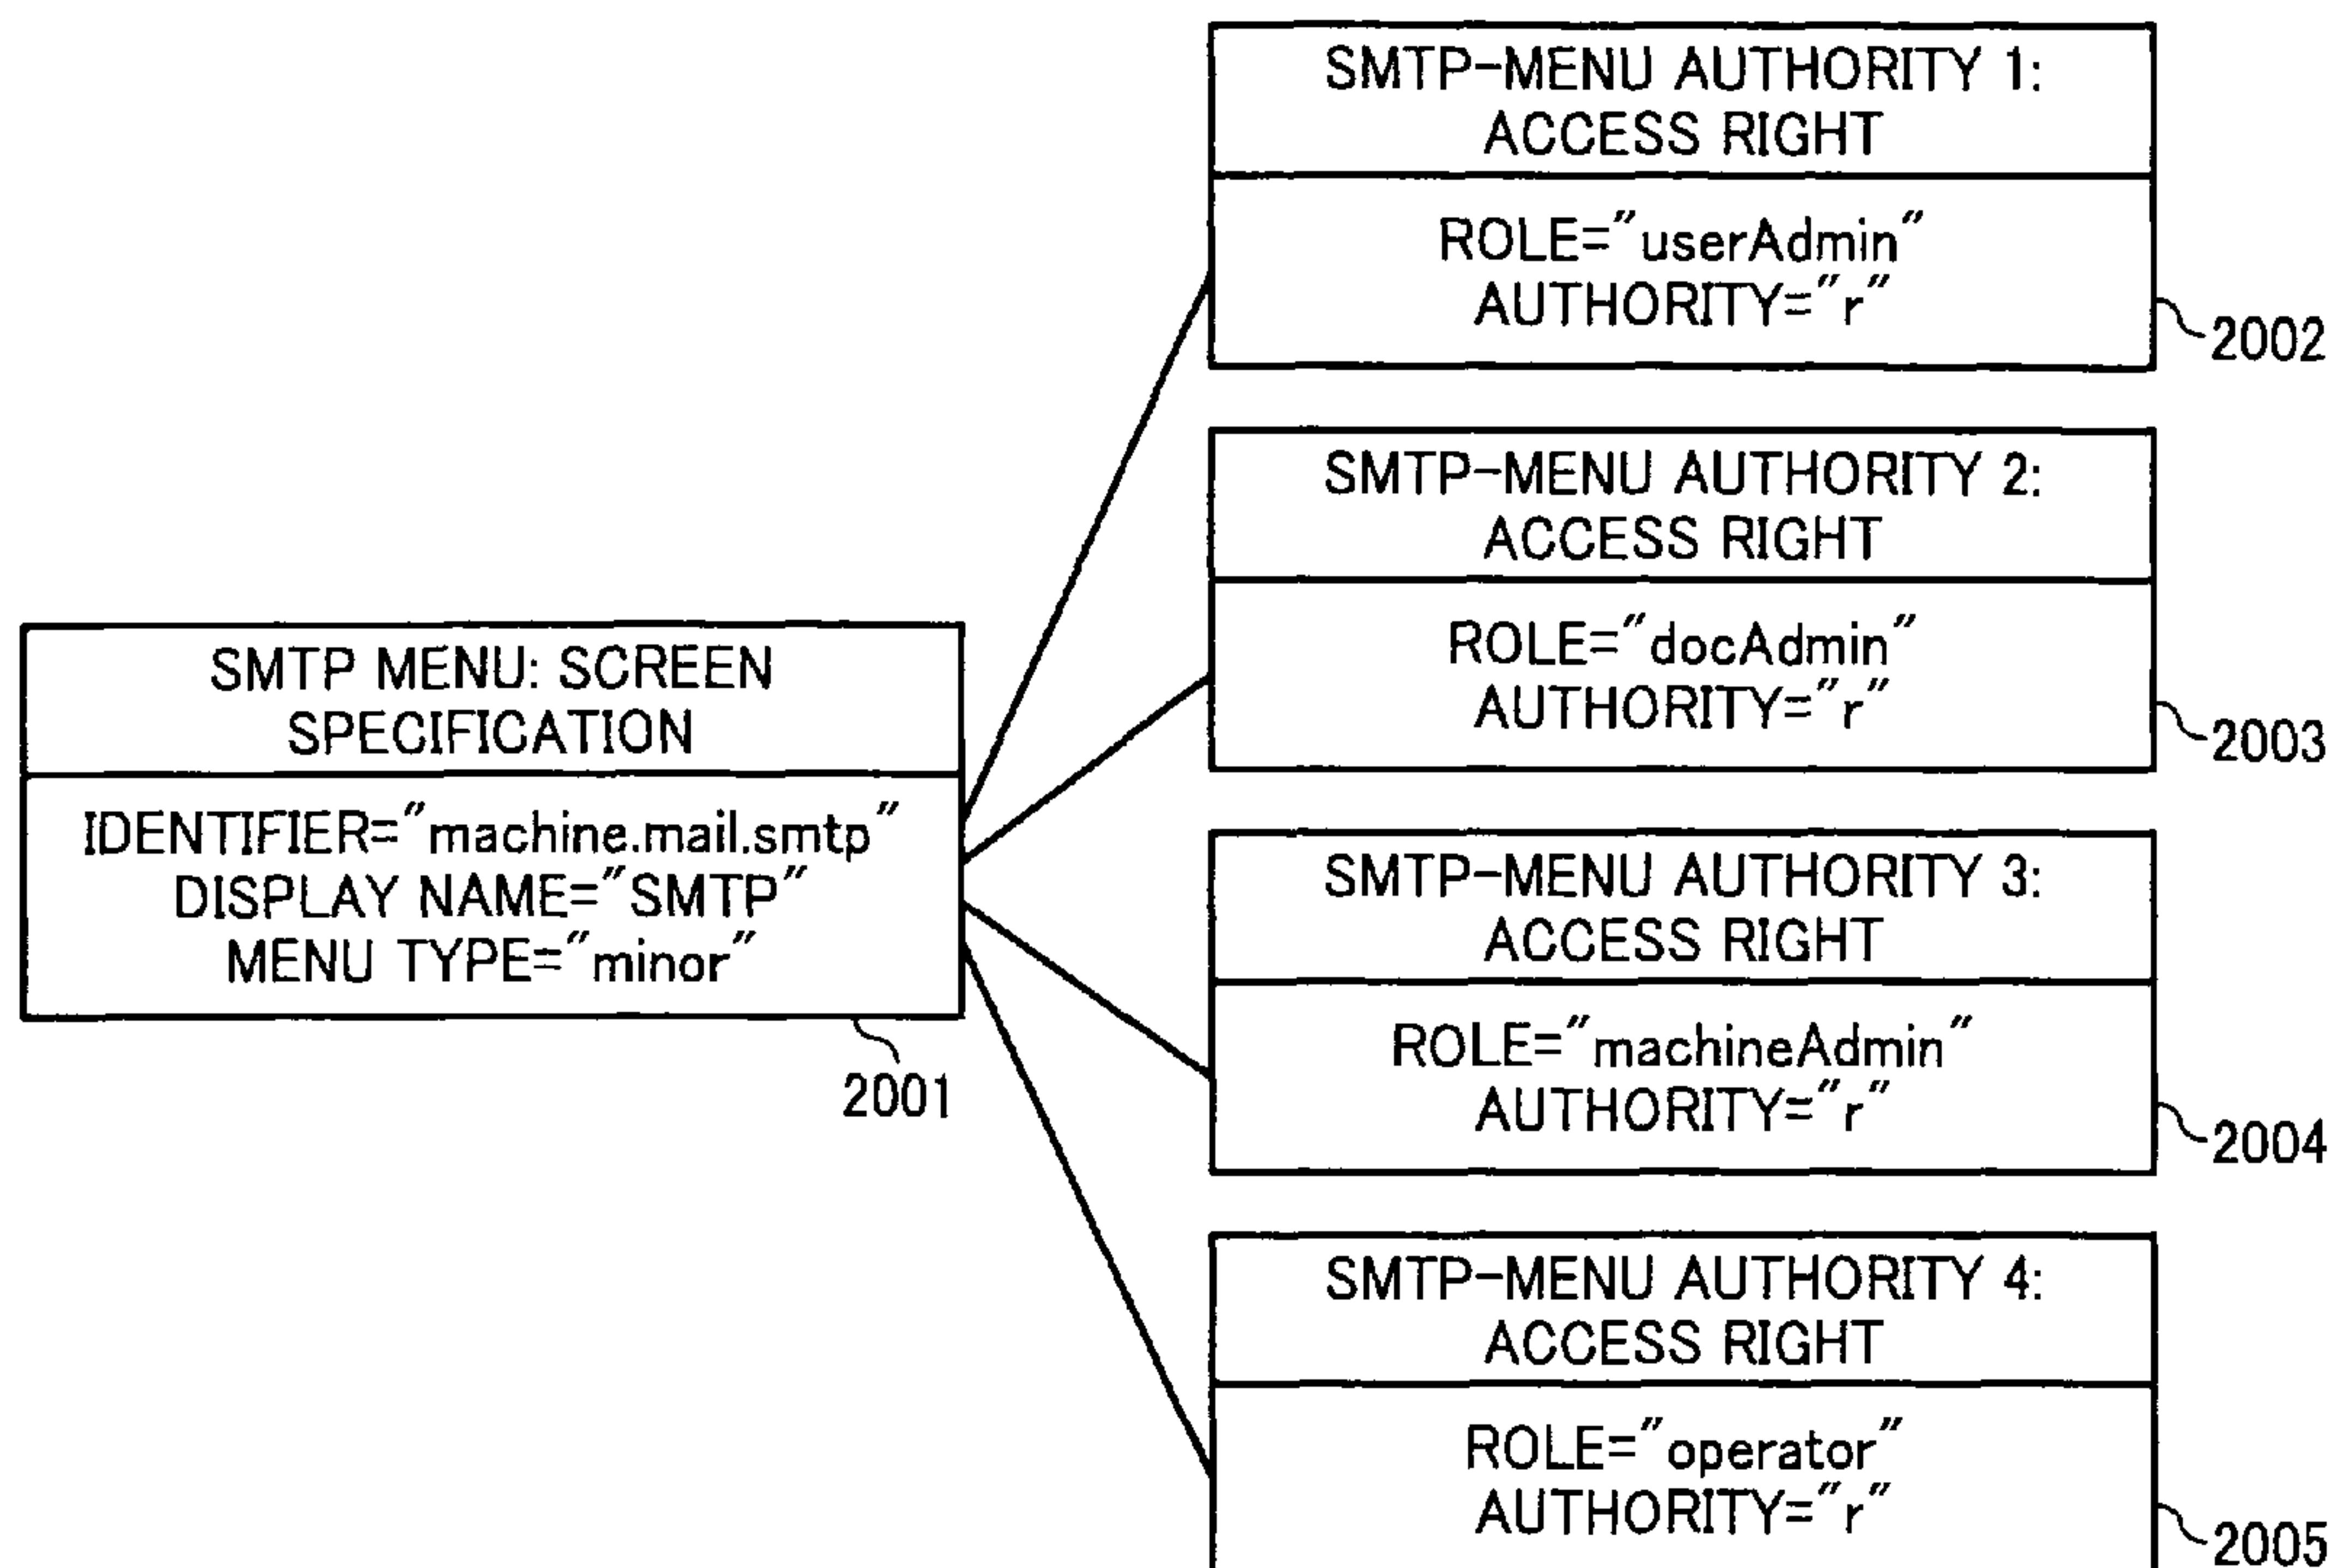 SMTP-MENU AUTHORITY 1:
ACCESS RIGHT
ROLE="userAdmin"
AUTHORITY="r"
2002
SMTP-MENU AUTHORITY 2:
ACCESS RIGHT
ROLE="docAdmin"
AUTHORITY="r"
2003
SMTP MENU: SCREEN
SPECIFICATION
IDENTIFIER="machine.mail.smtp"
DISPLAY NAME="SMTP"
MENU TYPE="minor"
2001
SMTP-MENU AUTHORITY 3:
ACCESS RIGHT
ROLE="machineAdmin"
AUTHORITY="r"
2004
SMTP-MENU AUTHORITY 4:
ACCESS RIGHT
ROLE="operator"
AUTHORITY="r"
2005